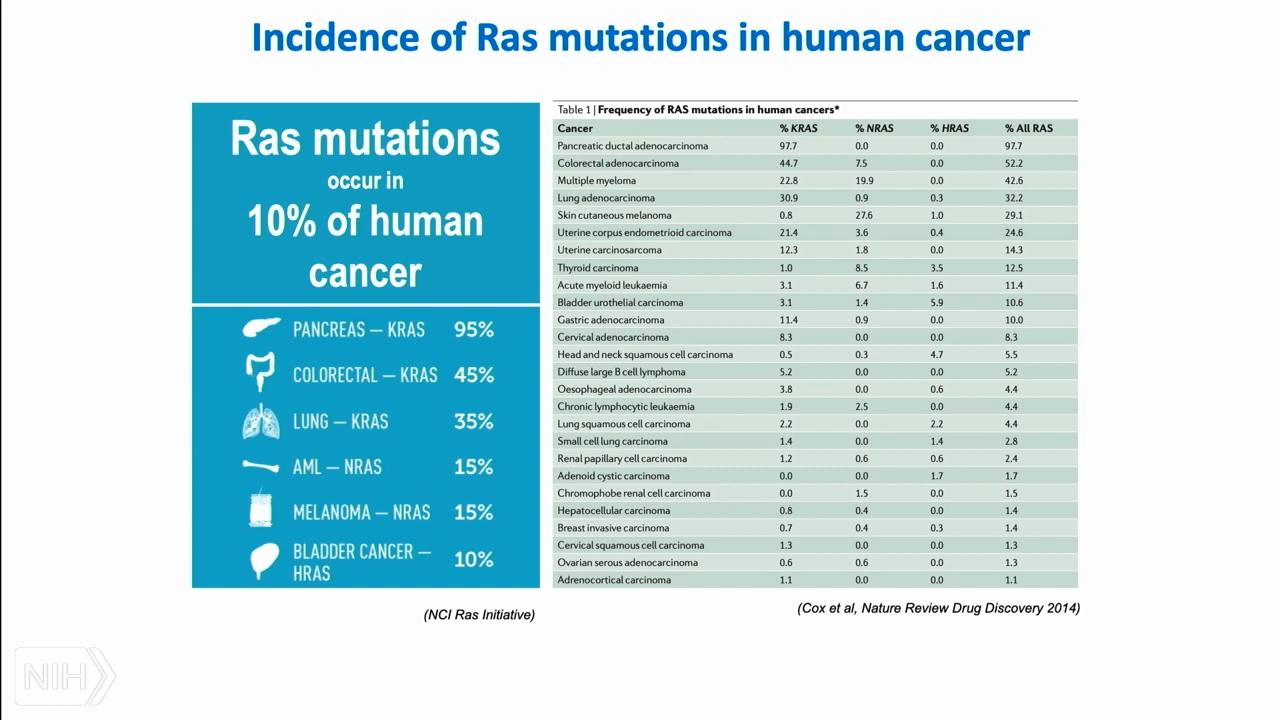 Incidence of Ras mutations in human cancer
Ras mutations
occur in
10% of human
cancer
PANCREAS – KRAS 95%
COLORECTAL – KRAS 45%
LUNG – KRAS 35%
AML – NRAS 15%
MELANOMA – NRAS 15%
BLADDER CANCER –
HRAS 10%
(NCI Ras Initiative)
Table 1 | Frequency of RAS mutations in human cancers*
Cancer % KRAS % NRAS % HRAS % All RAS
Pancreatic ductal adenocarcinoma 97.7 0.0 0.0 97.7
Colorectal adenocarcinoma 44.7 7.5 0.0 52.2
Multiple myeloma 22.8 19.9 0.0 42.6
Lung adenocarcinoma 30.9 0.9 0.3 32.2
Skin cutaneous melanoma 0.8 27.6 1.0 29.1
Uterine corpus endometrioid carcinoma 21.4 3.6 0.4 24.6
Uterine carcinosarcoma 12.3 1.8 0.0 14.3
Thyroid carcinoma 1.0 8.5 3.5 12.5
Acute myeloid leukaemia 3.1 6.7 1.6 11.4
Bladder urothelial carcinoma 3.1 1.4 5.9 10.6
Gastric adenocarcinoma 11.4 0.9 0.0 10.0
Cervical adenocarcinoma 8.3 0.0 0.0 8.3
Head and neck squamous cell carcinoma 0.5 0.3 4.7 5.5
Diffuse large B cell lymphoma 5.2 0.0 0.0 5.2
Oesophageal adenocarcinoma 3.8 0.0 0.6 4.4
Chronic lymphocytic leukaemia 1.9 2.5 0.0 4.4
Lung squamous cell carcinoma 2.2 0.0 2.2 4.4
Small cell lung carcinoma 1.4 0.0 1.4 2.8
Renal papillary cell carcinoma 1.2 0.6 0.6 2.4
Adenoid cystic carcinoma 0.0 0.0 1.7 1.7
Chromophobe renal cell carcinoma 0.0 1.5 0.0 1.5
Hepatocellular carcinoma 0.8 0.4 0.0 1.4
Breast invasive carcinoma 0.7 0.4 0.3 1.4
Cervical squamous cell carcinoma 1.3 0.0 0.0 1.3
Ovarian serous adenocarcinoma 0.6 0.6 0.0 1.3
Adrenocortical carcinoma 1.1 0.0 0.0 1.1
(Cox et al, Nature Review Drug Discovery 2014)
NIH